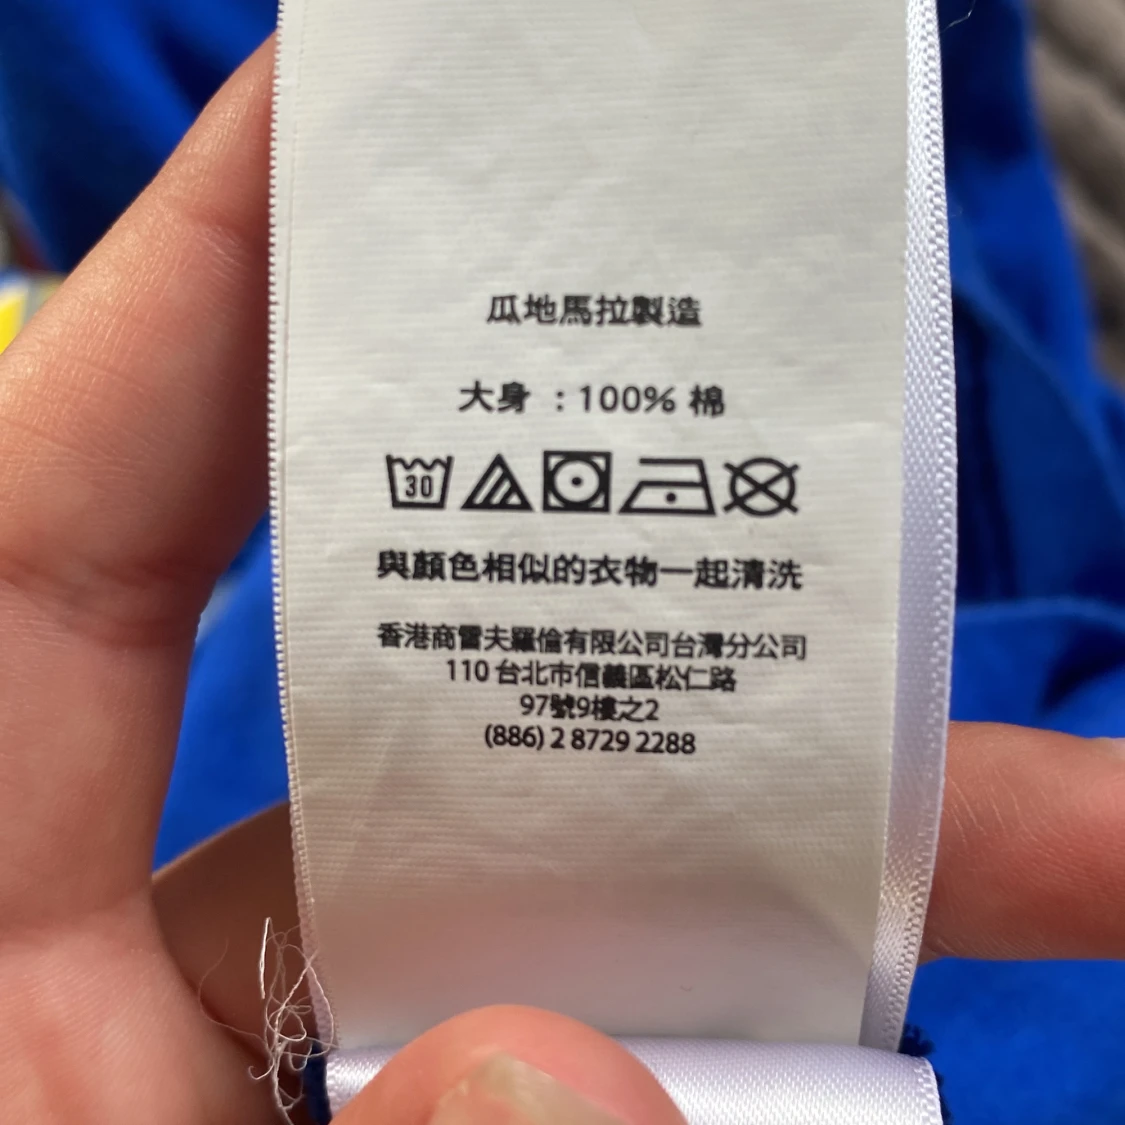 瓜地馬拉製造
大身 : 100% 棉
30
與顏色相似的衣物一起清洗
香港商雷夫羅倫有限公司台灣分公司
110 台北市信義區松仁路
97號9樓之2
(886) 2 8729 2288